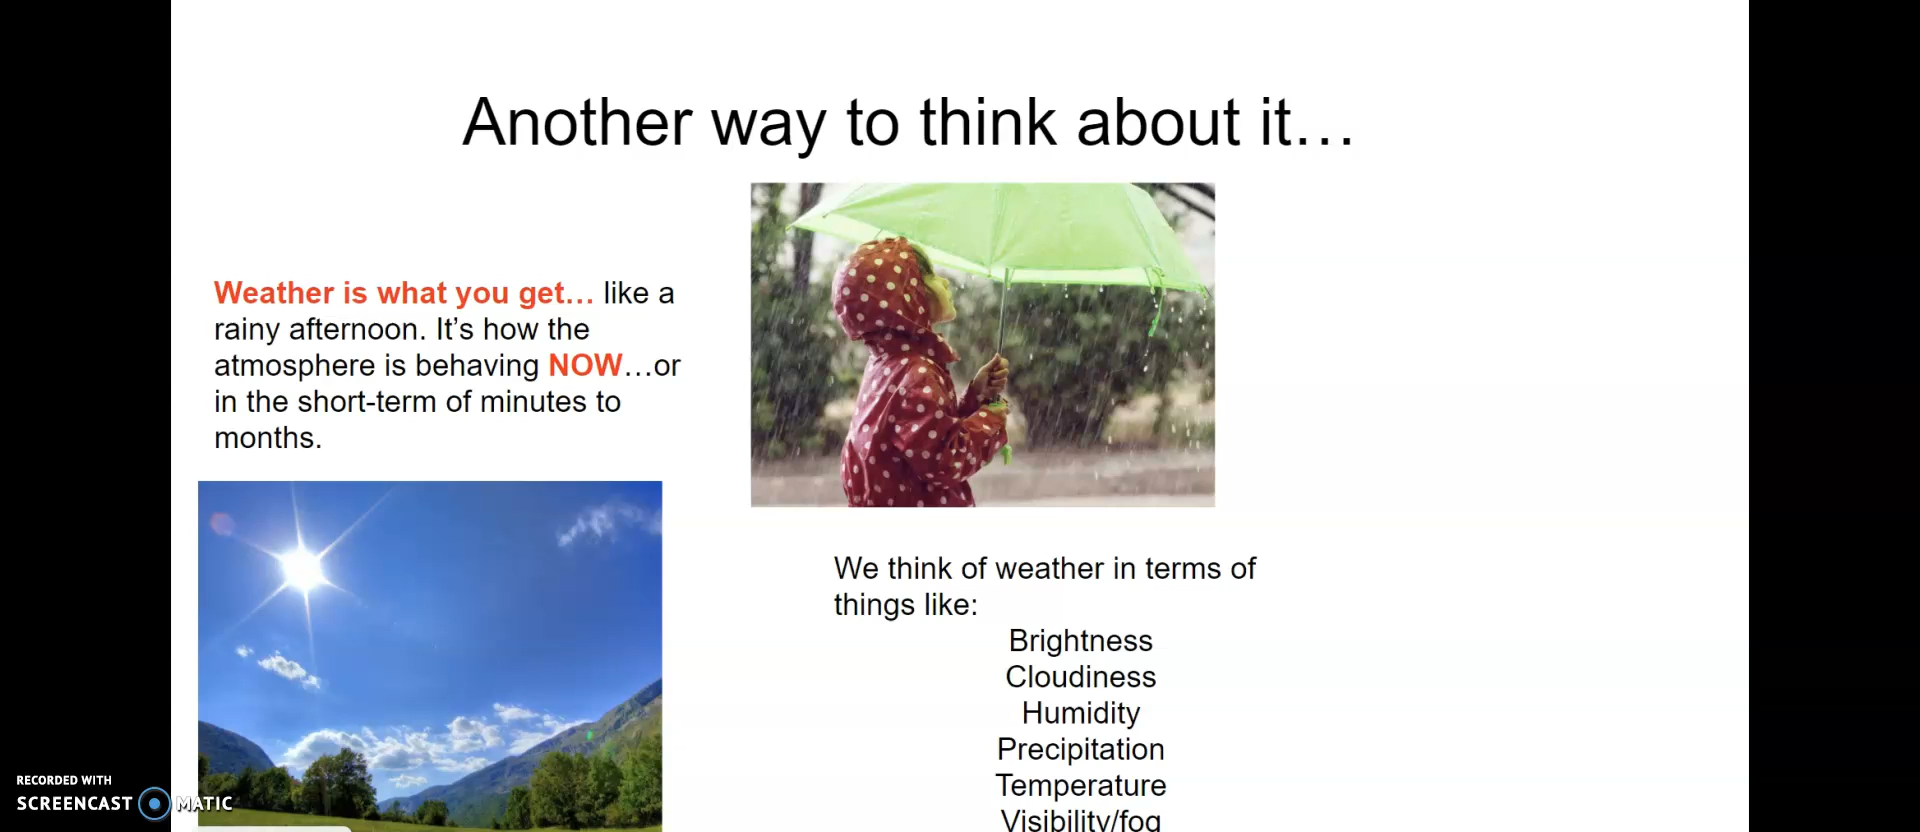 Another way to think about it…
Weather is what you get… like a
rainy afternoon. It’s how the
atmosphere is behaving NOW…or
in the short-term of minutes to
months.
We think of weather in terms of
things like:
Brightness
Cloudiness
Humidity
Precipitation
Temperature
Visibility/fog
RECORDED WITH
SCREENCAST MATIC